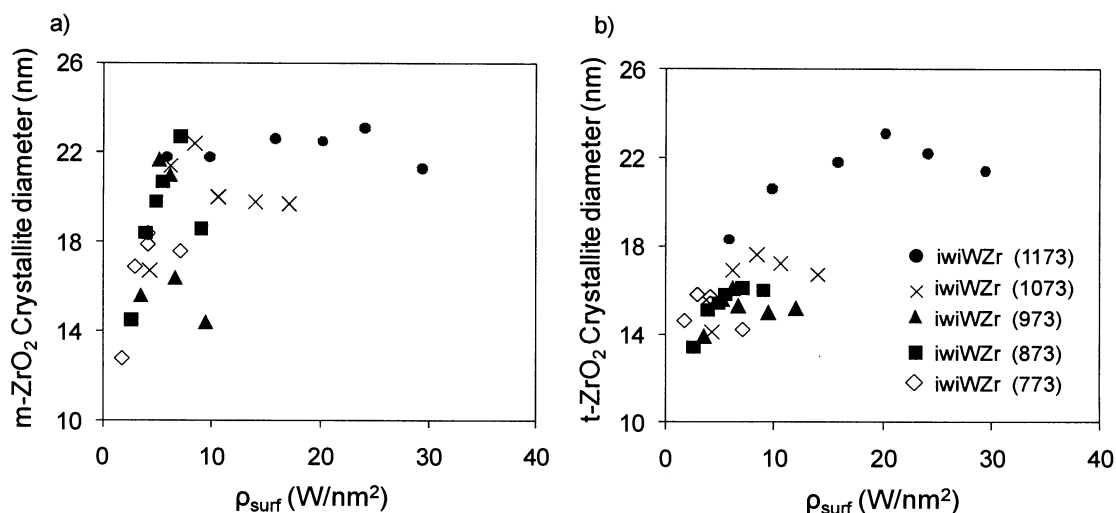 a)
m-ZrO₂ Crystallite diameter (nm)
26
22
18
14
10
0 10 20 30 40
ρsurf (W/nm²)
b)
t-ZrO₂ Crystallite diameter (nm)
26
22
18
14
10
iwiWZr (1173)
iwiWZr (1073)
iwiWZr (973)
iwiWZr (873)
iwiWZr (773)
0 10 20 30 40
ρsurf (W/nm²)